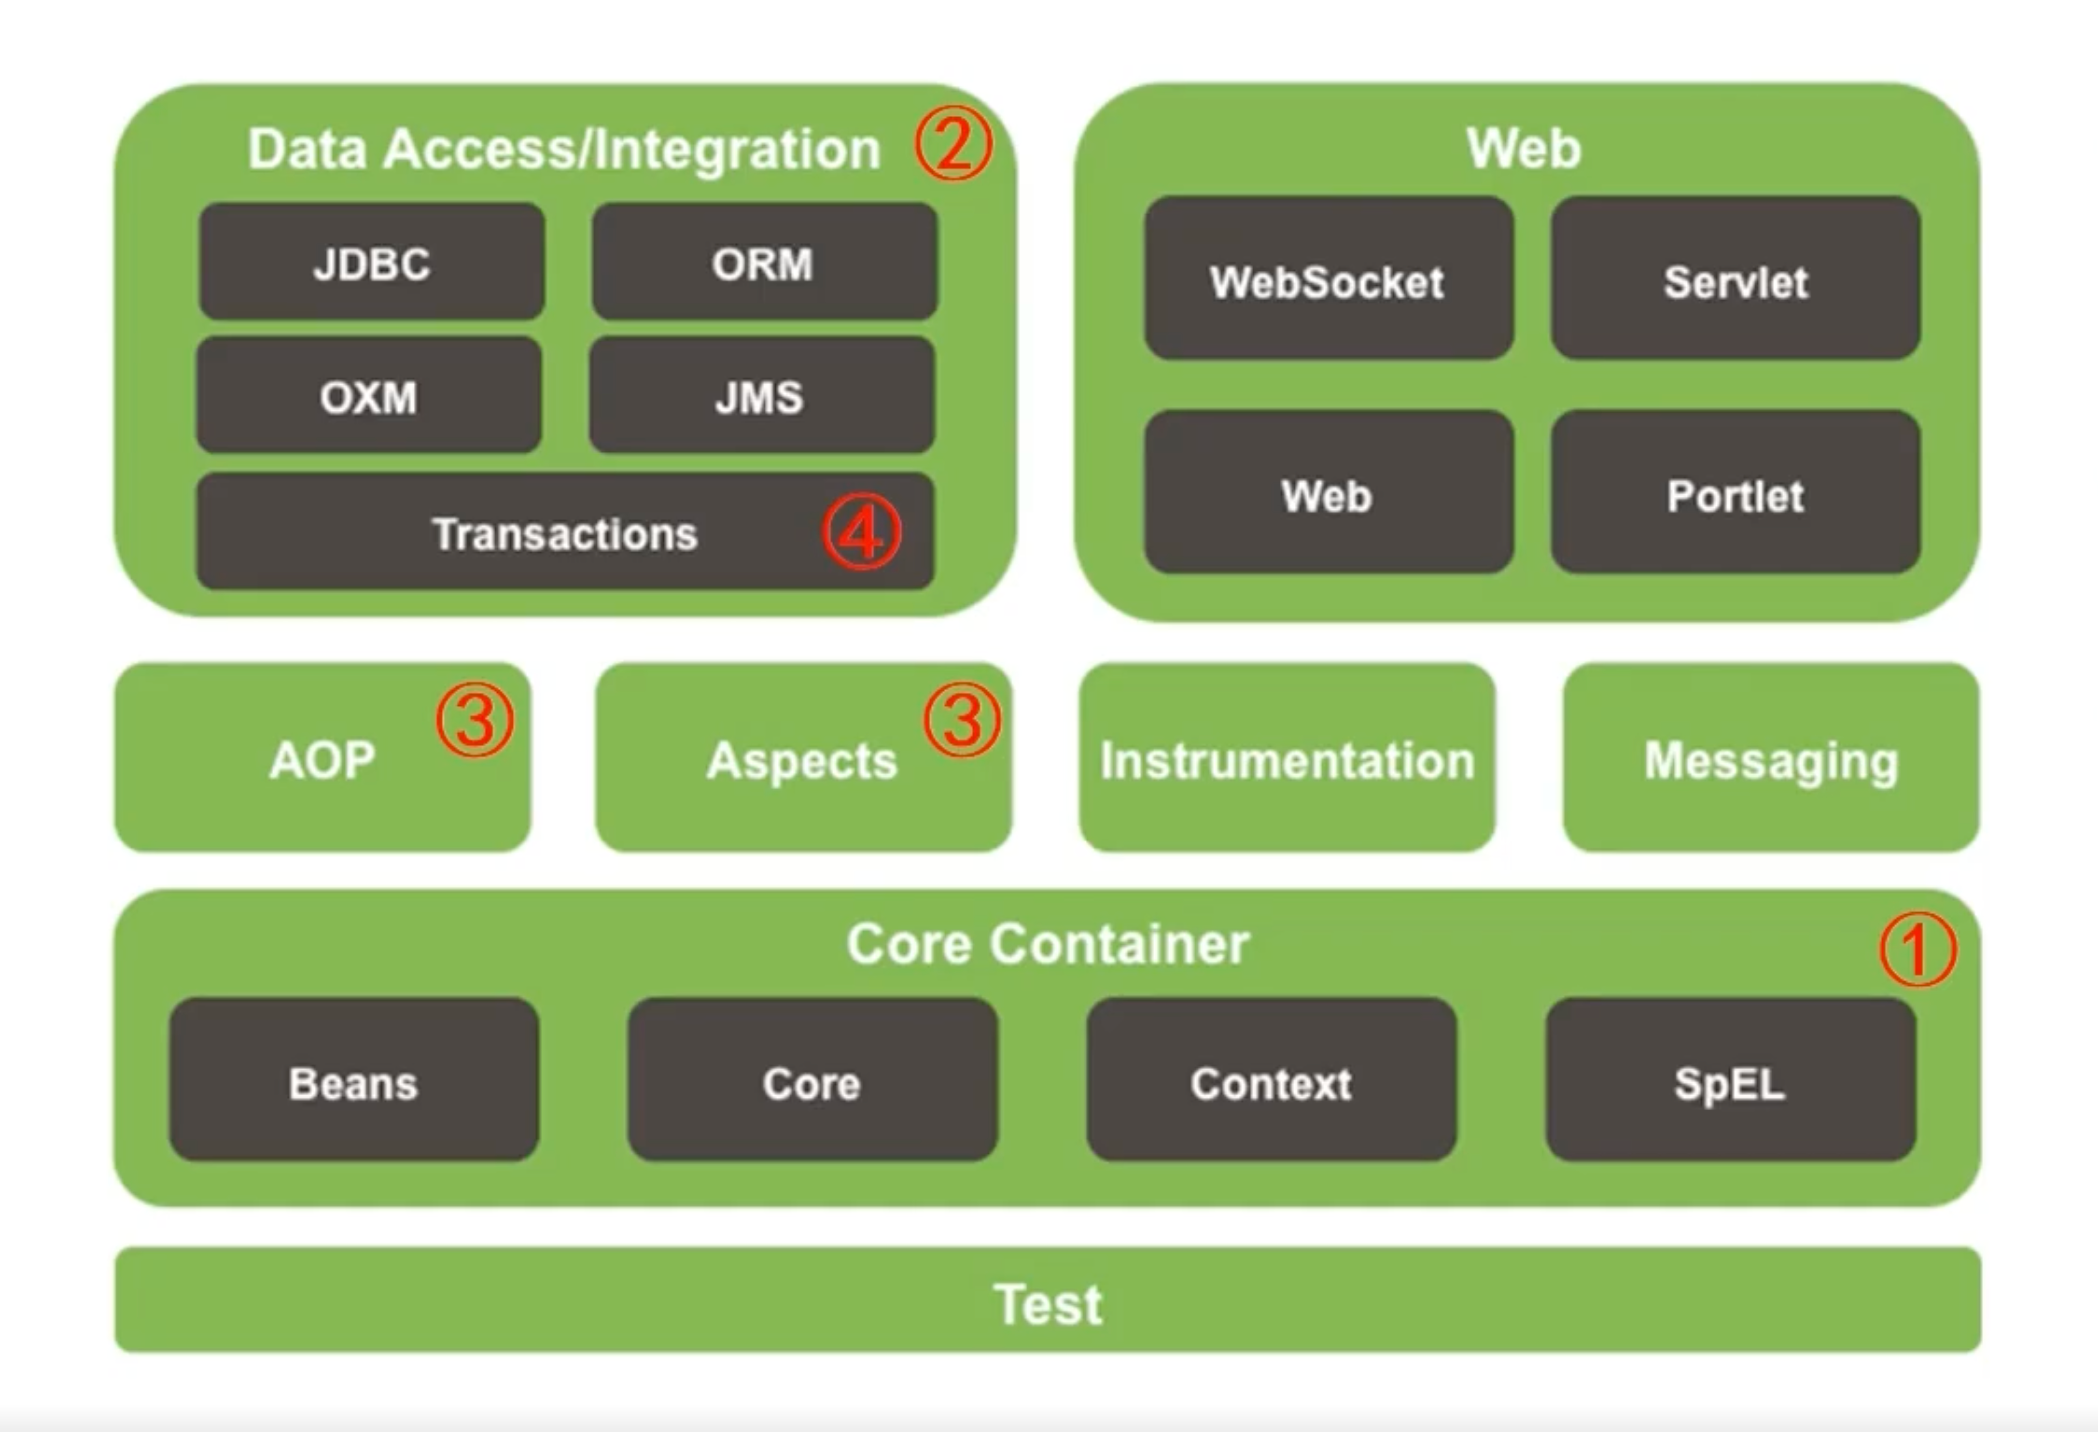 Data Access/Integration ②
JDBC ORM
OXM JMS
Transactions ④
Web
WebSocket Servlet
Web Portlet
AOP ③ Aspects ③ Instrumentation Messaging
Core Container ①
Beans Core Context SpEL
Test